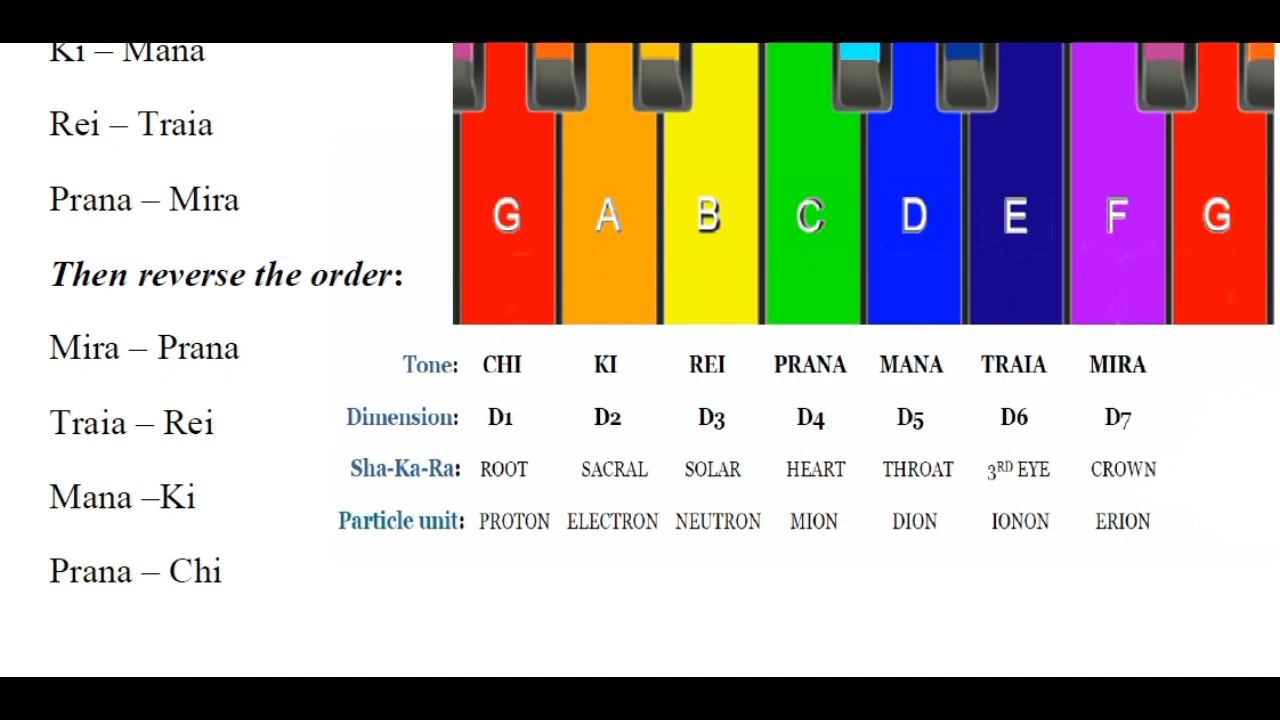 Ki – Mana
Rei – Traia
Prana – Mira
Then reverse the order:
Mira – Prana
Traia – Rei
Mana –Ki
Prana – Chi
G A B C D E F G
Tone: CHI KI REI PRANA MANA TRAIA MIRA
Dimension: D1 D2 D3 D4 D5 D6 D7
Sha-Ka-Ra: ROOT SACRAL SOLAR HEART THROAT 3RD EYE CROWN
Particle unit: PROTON ELECTRON NEUTRON MION DION IONON ERION